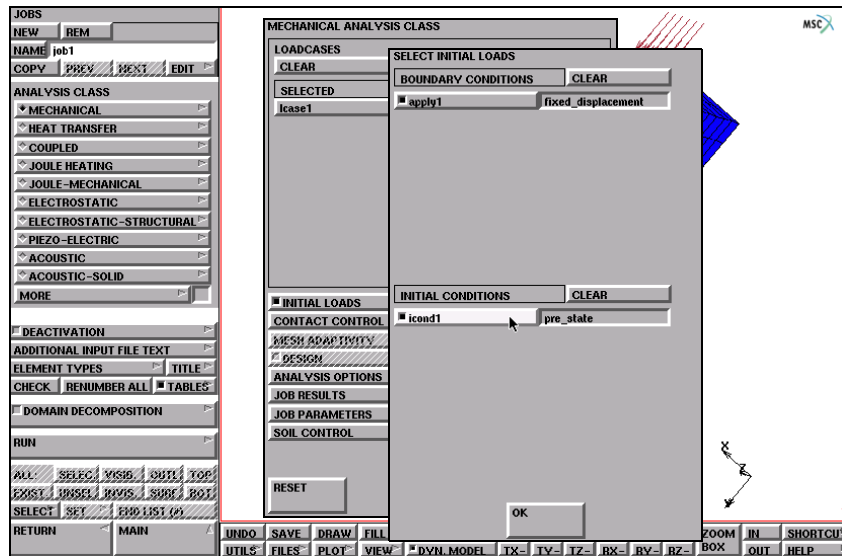 JOBS
NEW REM
NAME job1
COPY PREV NEXT EDIT
ANALYSIS CLASS
MECHANICAL
HEAT TRANSFER
COUPLED
JOULE HEATING
JOULE-MECHANICAL
ELECTROSTATIC
ELECTROSTATIC-STRUCTURAL
PIEZO-ELECTRIC
ACOUSTIC
ACOUSTIC-SOLID
MORE
DEACTIVATION
ADDITIONAL INPUT FILE TEXT
ELEMENT TYPES TITLE
CHECK RENUMBER ALL TABLES
DOMAIN DECOMPOSITION
RUN
ALL: SELEC. VISIB. OUTL TOP
EXIST. UNSEL INVIS. SURF BOT
SELECT SET END LIST (#)
RETURN MAIN
MECHANICAL ANALYSIS CLASS
LOADCASES
CLEAR
SELECTED
lcase1
INITIAL LOADS
CONTACT CONTROL
MESH ADAPTIVITY
DESIGN
ANALYSIS OPTIONS
JOB RESULTS
JOB PARAMETERS
SOIL CONTROL
RESET
SELECT INITIAL LOADS
BOUNDARY CONDITIONS CLEAR
apply1 fixed_displacement
INITIAL CONDITIONS CLEAR
icond1 pre_state
OK
MSC
X
Z
Y
UNDO SAVE DRAW FILL ZOOM IN SHORTCU
UTILS FILES PLOT VIEW DYN. MODEL TX- TY- TZ- RX- RY- RZ- BOX OUT HELP